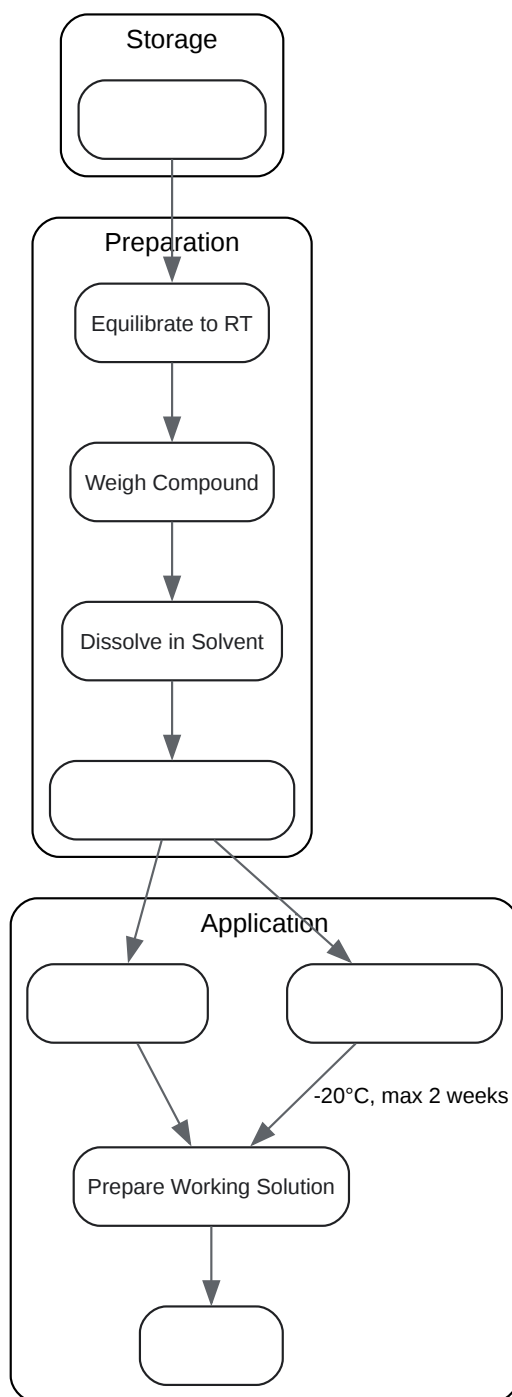 Storage
Preparation
Equilibrate to RT
Weigh Compound
Dissolve in Solvent
Application
-20°C, max 2 weeks
Prepare Working Solution